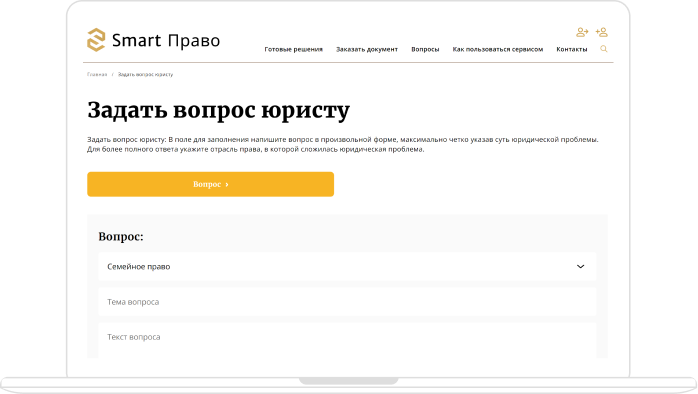 Smart Право
Готовые решения Заказать документ Вопросы Как пользоваться сервисом Контакты
Главная / Задать вопрос юристу
Задать вопрос юристу
Задать вопрос юристу: В поле для заполнения напишите вопрос в произвольной форме, максимально четко указав суть юридической проблемы.
Для более полного ответа укажите отрасль права, в которой сложилась юридическая проблема.
Вопрос ›
Вопрос:
Семейное право
Тема вопроса
Текст вопроса